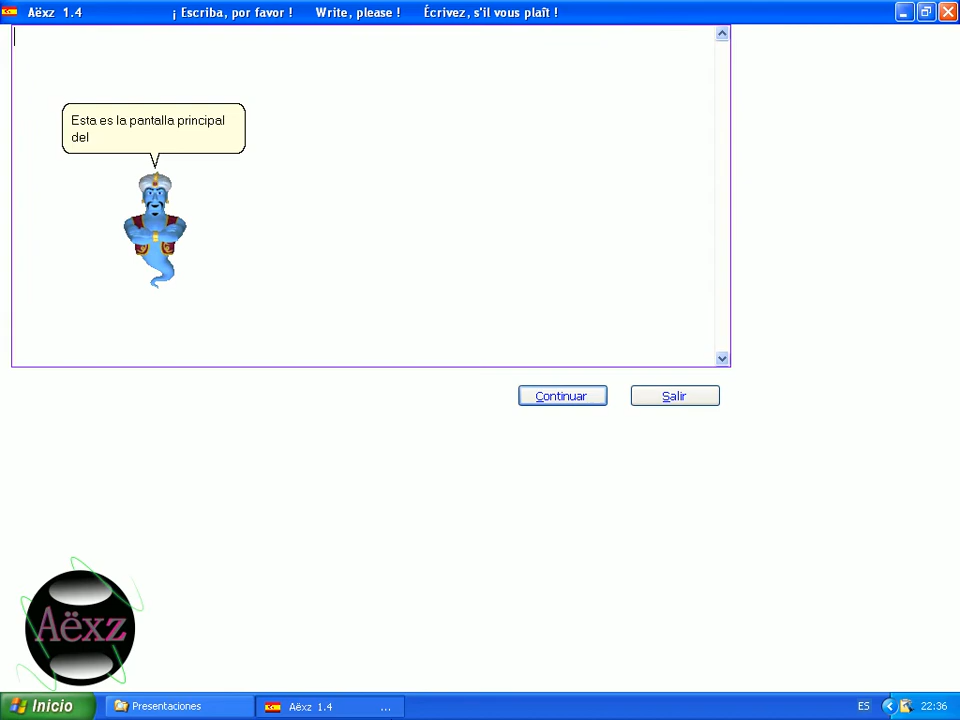 Aëxz 1.4 ¡ Escriba, por favor ! Write, please ! Écrivez, s'il vous plaît !
Esta es la pantalla principal
del
Continuar Salir
Aëxz
Inicio Presentaciones Aëxz 1.4 ... ES 22:36